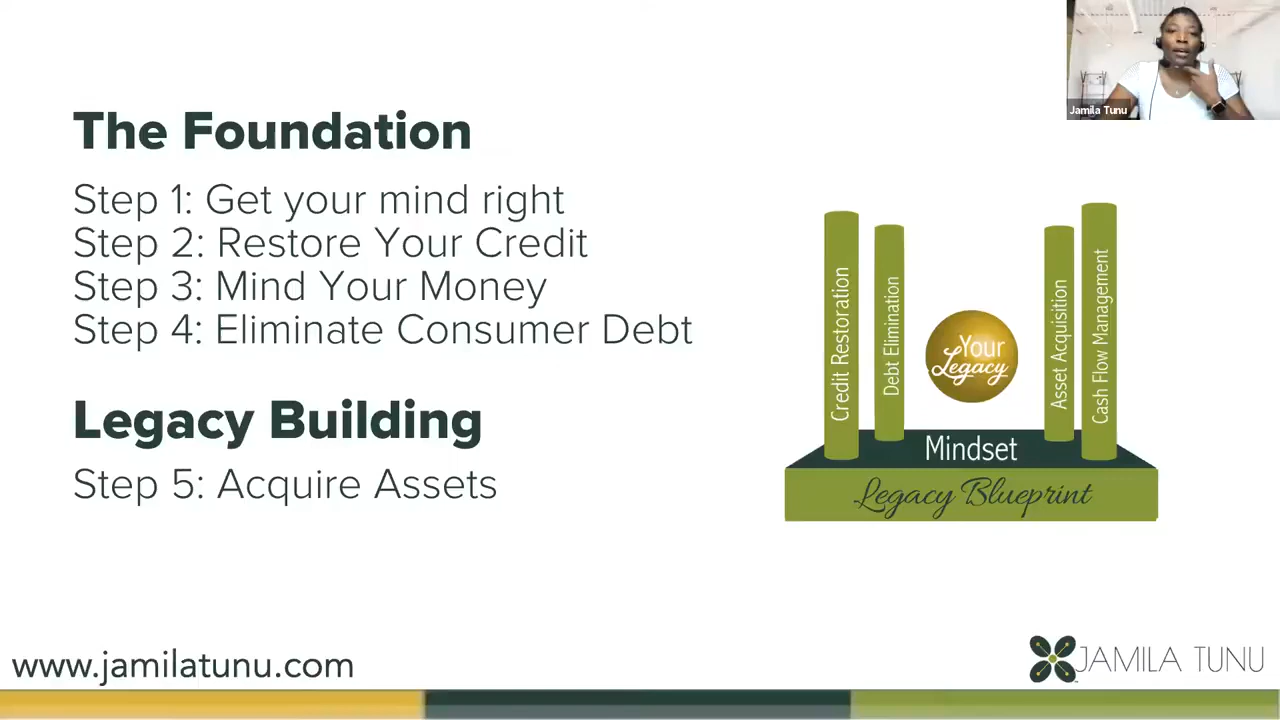 Jamila Tunu
The Foundation
Step 1: Get your mind right
Step 2: Restore Your Credit
Step 3: Mind Your Money
Step 4: Eliminate Consumer Debt
Legacy Building
Step 5: Acquire Assets
Credit Restoration
Debt Elimination
Your
Legacy
Asset Acquisition
Cash Flow Management
Mindset
Legacy Blueprint
www.jamilatunu.com
JAMILA TUNU